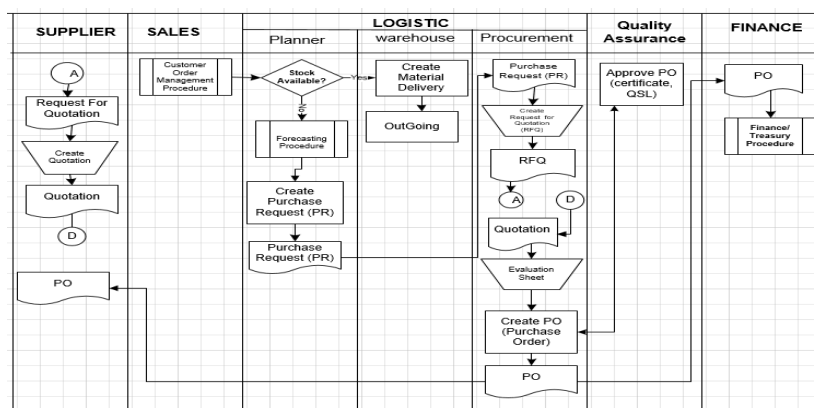 SUPPLIER
SALES
LOGISTIC
Planner
warehouse
Procurement
Quality
Assurance
FINANCE
A
Request For
Quotation
Create
Quotation
Quotation
D
PO
Customer
Order
Management
Procedure
Stock
Available?
Yes
No
Forecasting
Procedure
Create
Purchase
Request (PR)
Purchase
Request (PR)
Create
Material
Delivery
OutGoing
Purchase
Request (PR)
Create
Request for
Quotation
(RFQ)
RFQ
A
D
Quotation
Evaluation
Sheet
Create PO
(Purchase
Order)
PO
Approve PO
(certificate,
QSL)
PO
Finance/
Treasury
Procedure